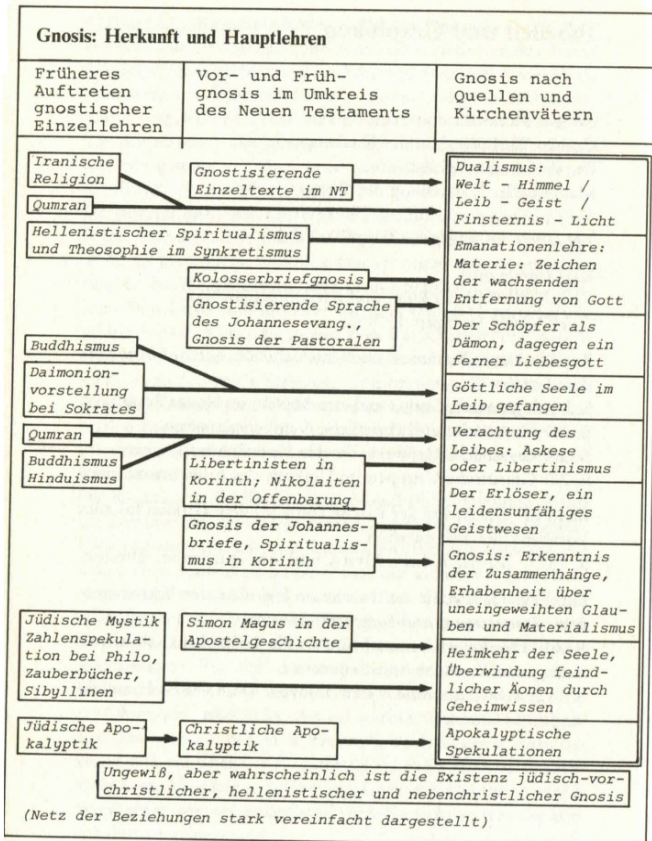 Gnosis: Herkunft und Hauptlehren
Früheres
Auftreten
gnostischer
Einzellehren
Vor- und Früh-
gnosis im Umkreis
des Neuen Testaments
Gnosis nach
Quellen und
Kirchenvätern
Iranische
Religion
Qumran
Hellenistischer Spiritualismus
und Theosophie im Synkretismus
Buddhismus
Daimonion-
vorstellung
bei Sokrates
Qumran
Buddhismus
Hinduismus
Jüdische Mystik
Zahlenspekula-
tion bei Philo,
Zauberbücher,
Sibyllinen
Jüdische Apo-
kalyptik
Gnostisierende
Einzeltexte im NT
Kolosserbriefgnosis
Gnostisierende Sprache
des Johannesevang.,
Gnosis der Pastoralen
Libertinisten in
Korinth; Nikolaiten
in der Offenbarung
Gnosis der Johannes-
briefe, Spiritualis-
mus in Korinth
Simon Magus in der
Apostelgeschichte
Christliche Apo-
kalyptik
Dualismus:
Welt - Himmel /
Leib - Geist /
Finsternis - Licht
Emanationenlehre:
Materie: Zeichen
der wachsenden
Entfernung von Gott
Der Schöpfer als
Dämon, dagegen ein
ferner Liebesgott
Göttliche Seele im
Leib gefangen
Verachtung des
Leibes: Askese
oder Libertinismus
Der Erlöser, ein
leidensunfähiges
Geistwesen
Gnosis: Erkenntnis
der Zusammenhänge,
Erhabenheit über
uneingeweihten Glau-
ben und Materialismus
Heimkehr der Seele,
Überwindung feind-
licher Äonen durch
Geheimwissen
Apokalyptische
Spekulationen
Ungewiß, aber wahrscheinlich ist die Existenz jüdisch-vor-
christlicher, hellenistischer und nebenchristlicher Gnosis
(Netz der Beziehungen stark vereinfacht dargestellt)